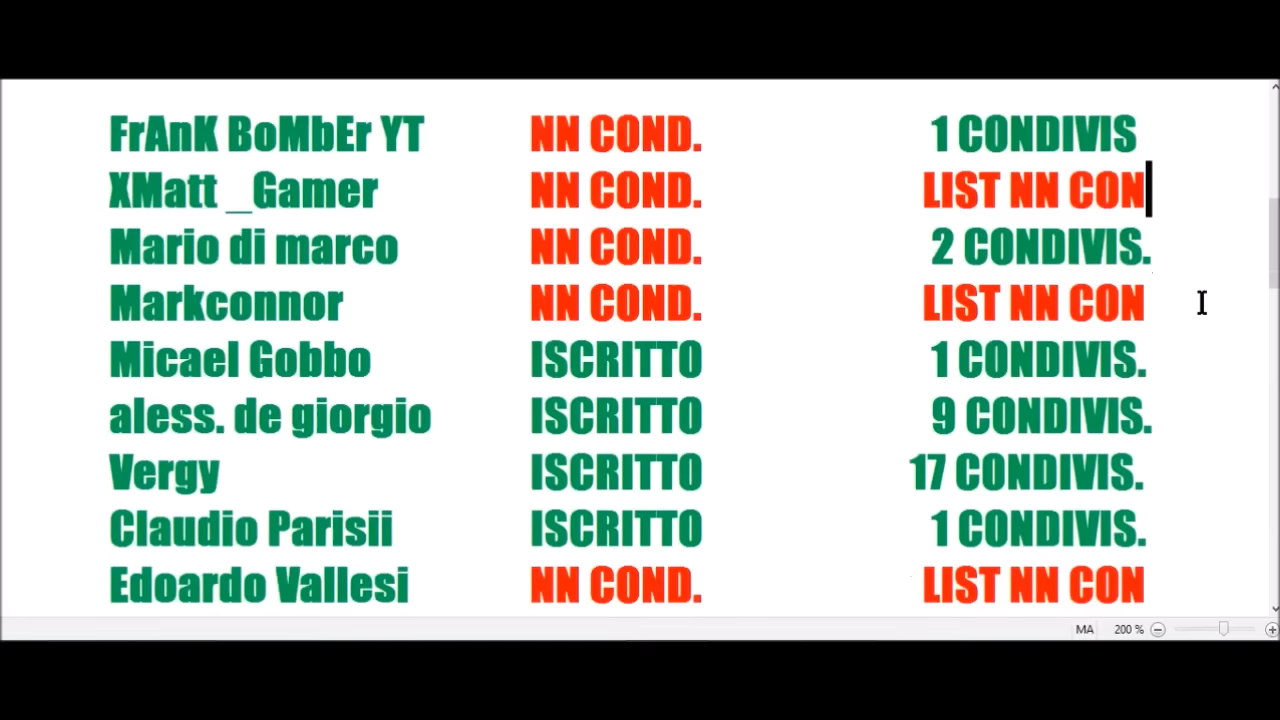 FrAnK BoMbEr YT NN COND. 1 CONDIVIS
XMatt _Gamer NN COND. LIST NN CON
Mario di marco NN COND. 2 CONDIVIS.
Markconnor NN COND. LIST NN CON
Micael Gobbo ISCRITTO 1 CONDIVIS.
aless. de giorgio ISCRITTO 9 CONDIVIS.
Vergy ISCRITTO 17 CONDIVIS.
Claudio Parisii ISCRITTO 1 CONDIVIS.
Edoardo Vallesi NN COND. LIST NN CON
MA 200 %